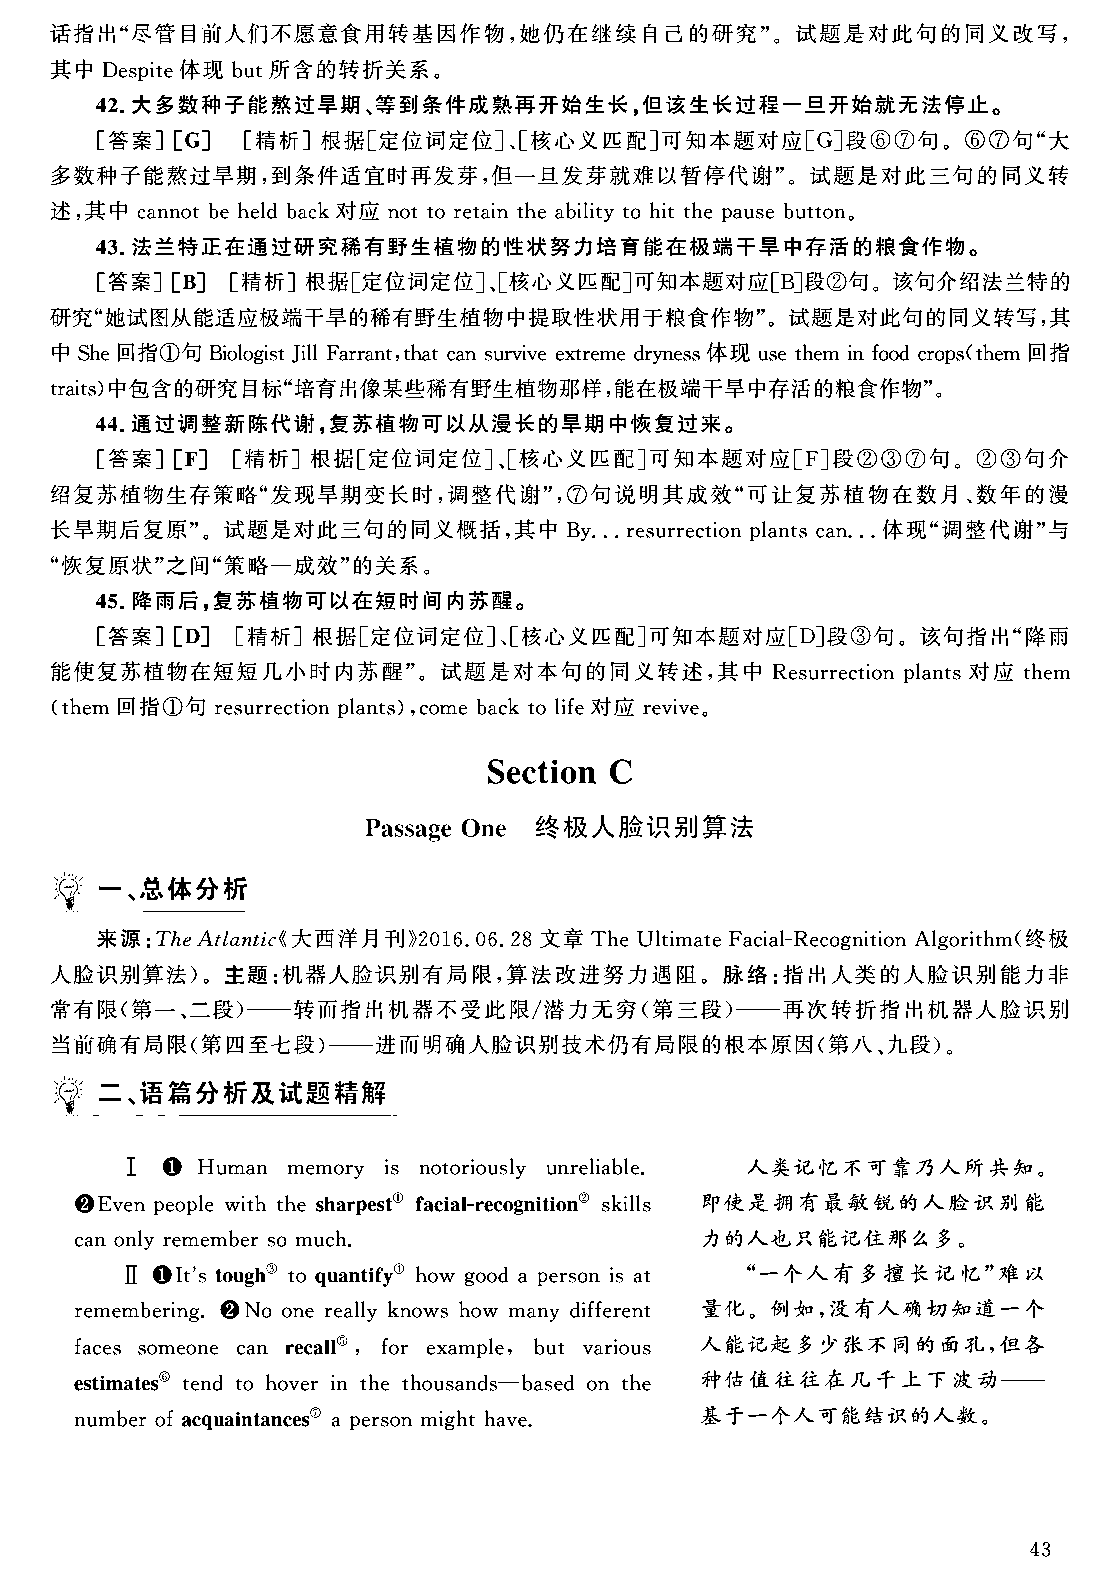 话指出“尽管目前人们不愿意食用转基因作物,她仍在继续自己的研究”。试题是对此句的同义改写,
其中 Despite 体现 but 所含的转折关系。
42. 大多数种子能熬过旱期、等到条件成熟再开始生长,但该生长过程一旦开始就无法停止。
[答案][G] [精析] 根据[定位词定位]、[核心义匹配]可知本题对应[G]段⑥⑦句。⑥⑦句“大
多数种子能熬过旱期,到条件适宜时再发芽,但一旦发芽就难以暂停代谢”。试题是对此三句的同义转
述,其中 cannot be held back 对应 not to retain the ability to hit the pause button。
43. 法兰特正在通过研究稀有野生植物的性状努力培育能在极端干旱中存活的粮食作物。
[答案][B] [精析] 根据[定位词定位]、[核心义匹配]可知本题对应[B]段②句。该句介绍法兰特的
研究“她试图从能适应极端干旱的稀有野生植物中提取性状用于粮食作物”。试题是对此句的同义转写,其
中 She 回指①句 Biologist Jill Farrant,that can survive extreme dryness 体现 use them in food crops(them 回指
traits)中包含的研究目标“培育出像某些稀有野生植物那样,能在极端干旱中存活的粮食作物”。
44. 通过调整新陈代谢,复苏植物可以从漫长的旱期中恢复过来。
[答案][F] [精析] 根据[定位词定位]、[核心义匹配]可知本题对应[F]段②③⑦句。②③句介
绍复苏植物生存策略“发现旱期变长时,调整代谢”,⑦句说明其成效“可让复苏植物在数月、数年的漫
长旱期后复原”。试题是对此三句的同义概括,其中 By... resurrection plants can... 体现“调整代谢”与
“恢复原状”之间“策略—成效”的关系。
45. 降雨后,复苏植物可以在短时间内苏醒。
[答案][D] [精析] 根据[定位词定位]、[核心义匹配]可知本题对应[D]段③句。该句指出“降雨
能使复苏植物在短短几小时内苏醒”。试题是对本句的同义转述,其中 Resurrection plants 对应 them
(them 回指①句 resurrection plants),come back to life 对应 revive。
Section C
Passage One 终极人脸识别算法
一、总体分析
来源:The Atlantic《大西洋月刊》2016.06.28 文章 The Ultimate Facial-Recognition Algorithm(终极
人脸识别算法)。主题:机器人脸识别有局限,算法改进努力遇阻。脉络:指出人类的人脸识别能力非
常有限(第一、二段)——转而指出机器不受此限/潜力无穷(第三段)——再次转折指出机器人脸识别
当前确有局限(第四至七段)——进而明确人脸识别技术仍有局限的根本原因(第八、九段)。
二、语篇分析及试题精解
Ⅰ ❶ Human memory is notoriously unreliable.
❷Even people with the sharpest① facial-recognition② skills
can only remember so much.
Ⅱ ❶It's tough③ to quantify④ how good a person is at
remembering. ❷No one really knows how many different
faces someone can recall⑤, for example, but various
estimates⑥ tend to hover in the thousands—based on the
number of acquaintances⑦ a person might have.
人类记忆不可靠乃人所共知。
即使是拥有最敏锐的人脸识别能
力的人也只能记住那么多。
“一个人有多擅长记忆”难以
量化。例如,没有人确切知道一个
人能记起多少张不同的面孔,但各
种估值往往在几千上下波动——
基于一个人可能结识的人数。
43